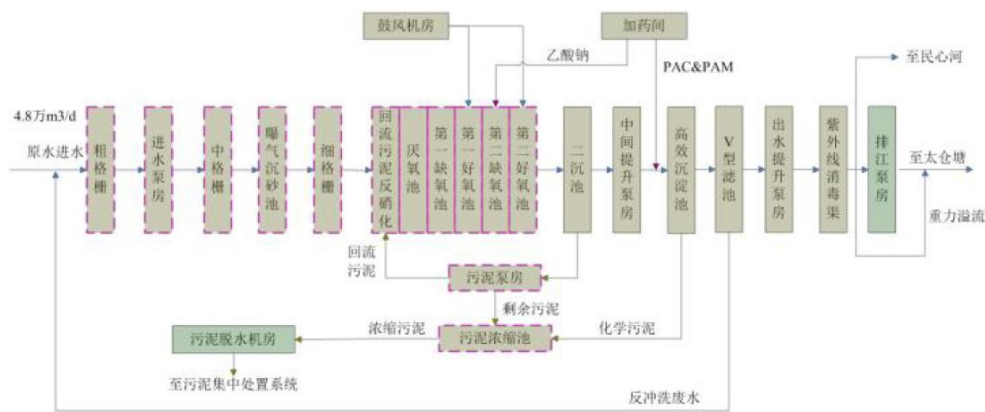 鼓风机房
加药间
乙酸钠
PAC&PAM
至民心河
4.8万m3/d
原水进水
粗格栅
进水泵房
中格栅
曝气沉砂池
细格栅
回流污泥反硝化
厌氧池
第一缺氧池
第一好氧池
第二缺氧池
第二好氧池
二沉池
中间提升泵房
高效沉淀池
V型滤池
出水提升泵房
紫外线消毒渠
排江泵房
至太仓塘
重力溢流
回流
污泥
污泥泵房
剩余污泥
污泥脱水机房
浓缩污泥
污泥浓缩池
化学污泥
至污泥集中处置系统
反冲洗废水